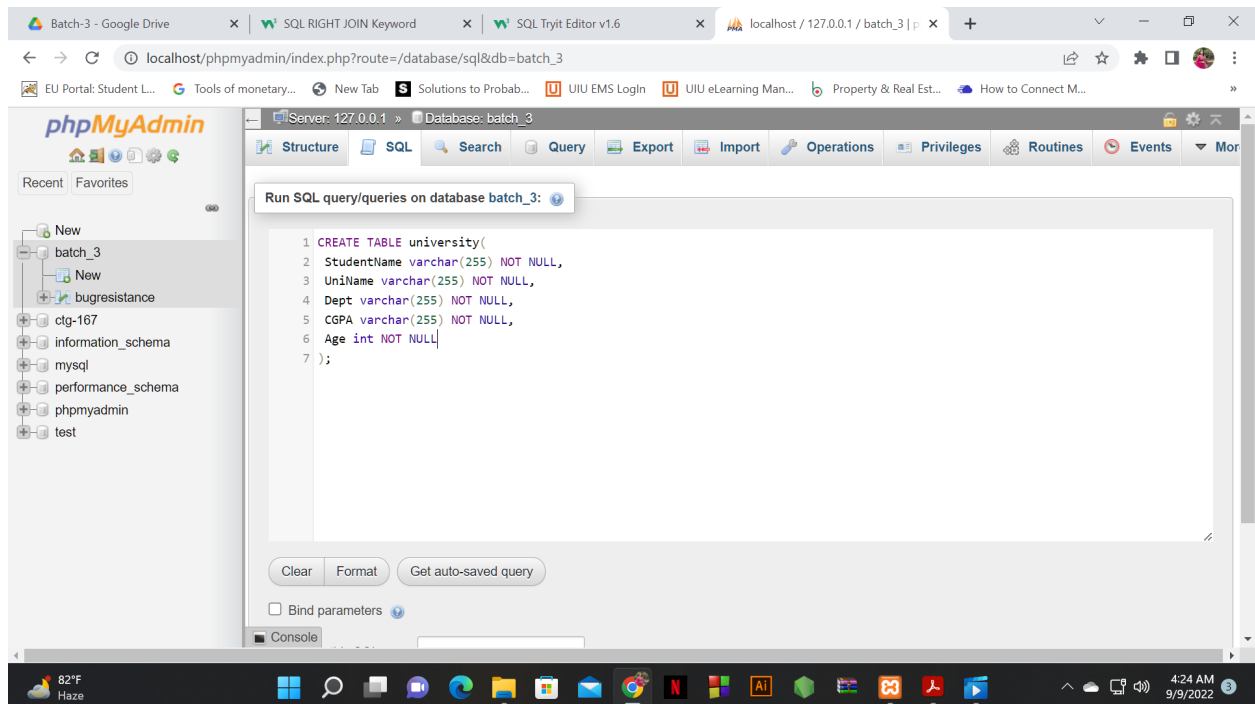 Batch-3 - Google Drive
SQL RIGHT JOIN Keyword
SQL Tryit Editor v1.6
localhost / 127.0.0.1 / batch_3 | p
localhost/phpmyadmin/index.php?route=/database/sql&db=batch_3
EU Portal: Student L... Tools of monetary... New Tab Solutions to Probab... UIU EMS LogIn UIU eLearning Man... Property & Real Est... How to Connect M... »
phpMyAdmin
Recent Favorites
New
batch_3
New
bugresistance
ctg-167
information_schema
mysql
performance_schema
phpmyadmin
test
Server: 127.0.0.1 » Database: batch_3
Structure SQL Search Query Export Import Operations Privileges Routines Events Mor
Run SQL query/queries on database batch_3:
1 CREATE TABLE university(
2 StudentName varchar(255) NOT NULL,
3 UniName varchar(255) NOT NULL,
4 Dept varchar(255) NOT NULL,
5 CGPA varchar(255) NOT NULL,
6 Age int NOT NULL
7 );
Clear Format Get auto-saved query
Bind parameters
Console
82°F
Haze
Ai
4:24 AM
9/9/2022
3